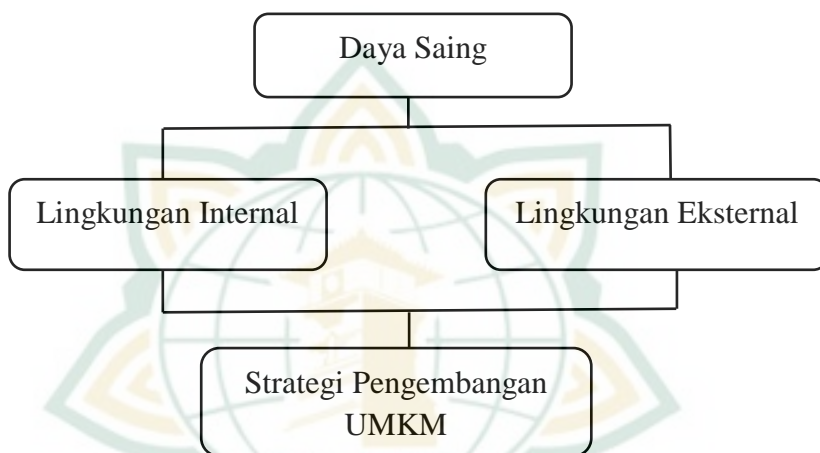 Daya Saing
Lingkungan Internal
Lingkungan Eksternal
Strategi Pengembangan
UMKM